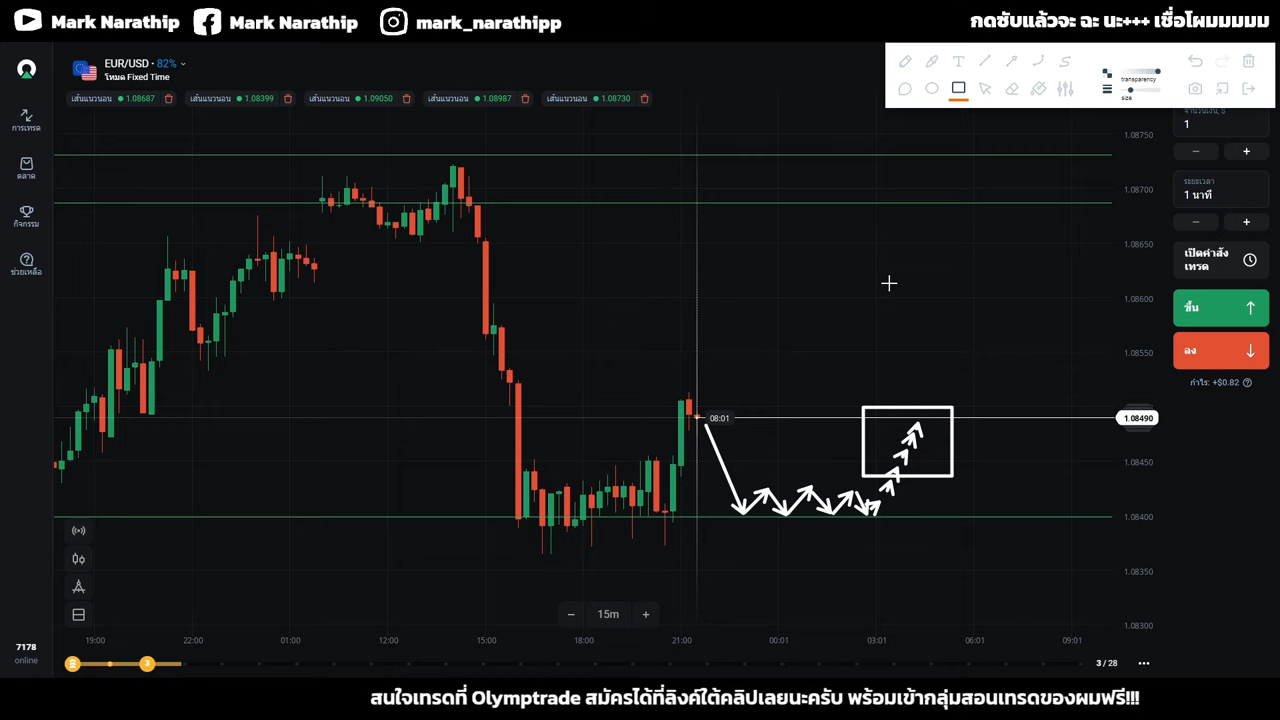 Mark Narathip
Mark Narathip
mark_narathipp
กดซับแล้วจะ ฉะ นะ+++ เชื่อโผมมมมม
EUR/USD • 82%
โหมด Fixed Time
เส้นแนวนอน 1.08687
เส้นแนวนอน 1.08399
เส้นแนวนอน 1.09050
เส้นแนวนอน 1.08987
เส้นแนวนอน 1.08730
transparency
size
การเทรด
ตลาด
กิจกรรม
ช่วยเหลือ
จำนวนเงิน, $
1
ระยะเวลา
1 นาที
เปิดคำสั่ง
เทรด
ขึ้น
ลง
กำไร: +$0.82
1.08750
1.08700
1.08650
1.08600
1.08550
1.08490
1.08450
1.08400
1.08350
1.08300
08:01
15m
19:00
22:00
01:00
12:00
15:00
18:00
21:00
00:01
03:01
06:01
09:01
7178
online
3
3 / 28
สนใจเทรดที่ Olymptrade สมัครได้ที่ลิงค์ใต้คลิปเลยนะครับ พร้อมเข้ากลุ่มสอนเทรดของผมฟรี!!!